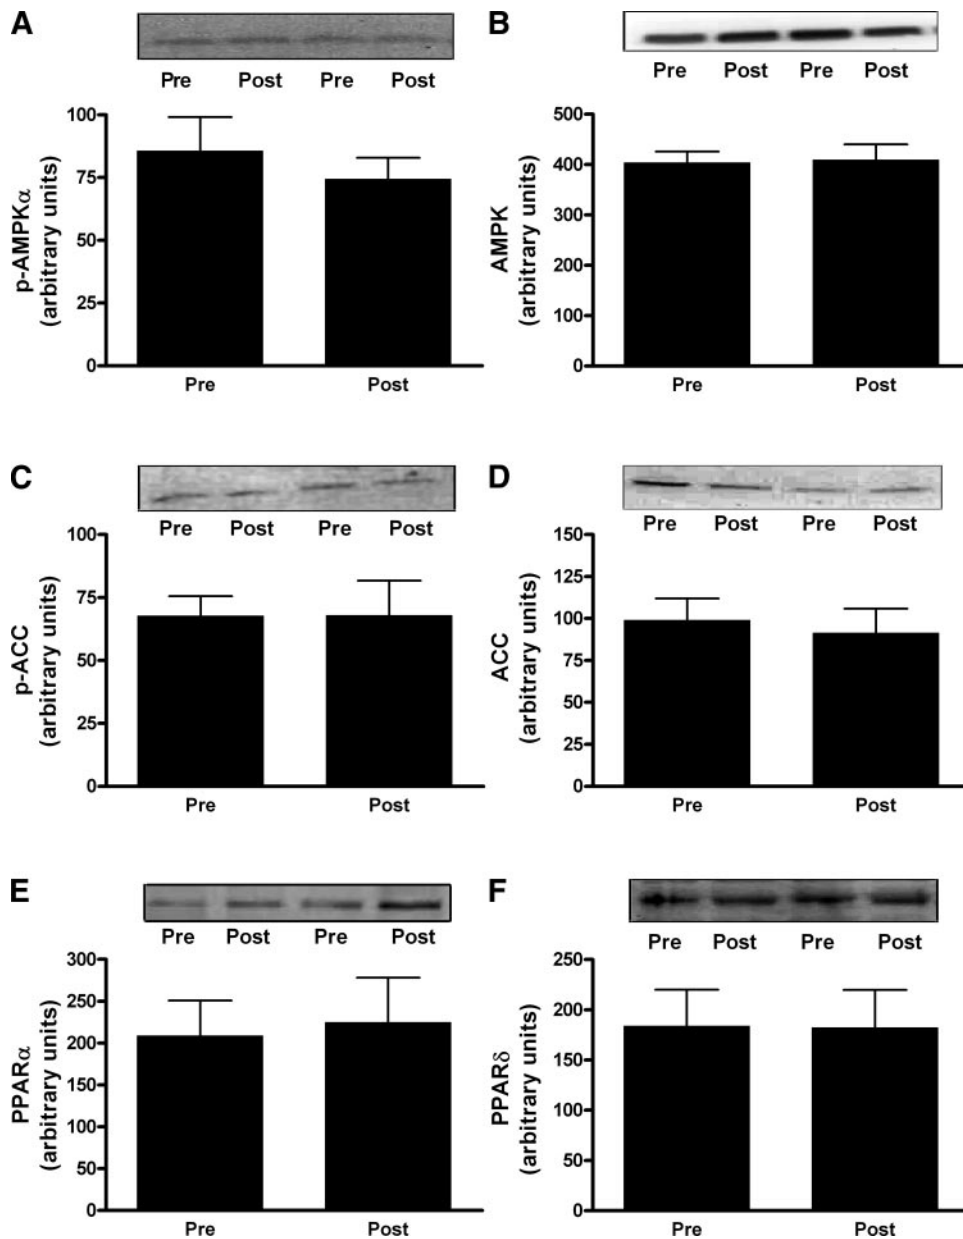 A
Pre Post Pre Post
p-AMPKα
(arbitrary units)
100
75
50
25
0
Pre Post
B
Pre Post Pre Post
AMPK
(arbitrary units)
500
400
300
200
100
0
Pre Post
C
Pre Post Pre Post
p-ACC
(arbitrary units)
100
75
50
25
0
Pre Post
D
Pre Post Pre Post
ACC
(arbitrary units)
150
125
100
75
50
25
0
Pre Post
E
Pre Post Pre Post
PPARα
(arbitrary units)
300
250
200
150
100
50
0
Pre Post
F
Pre Post Pre Post
PPARδ
(arbitrary units)
250
200
150
100
50
0
Pre Post